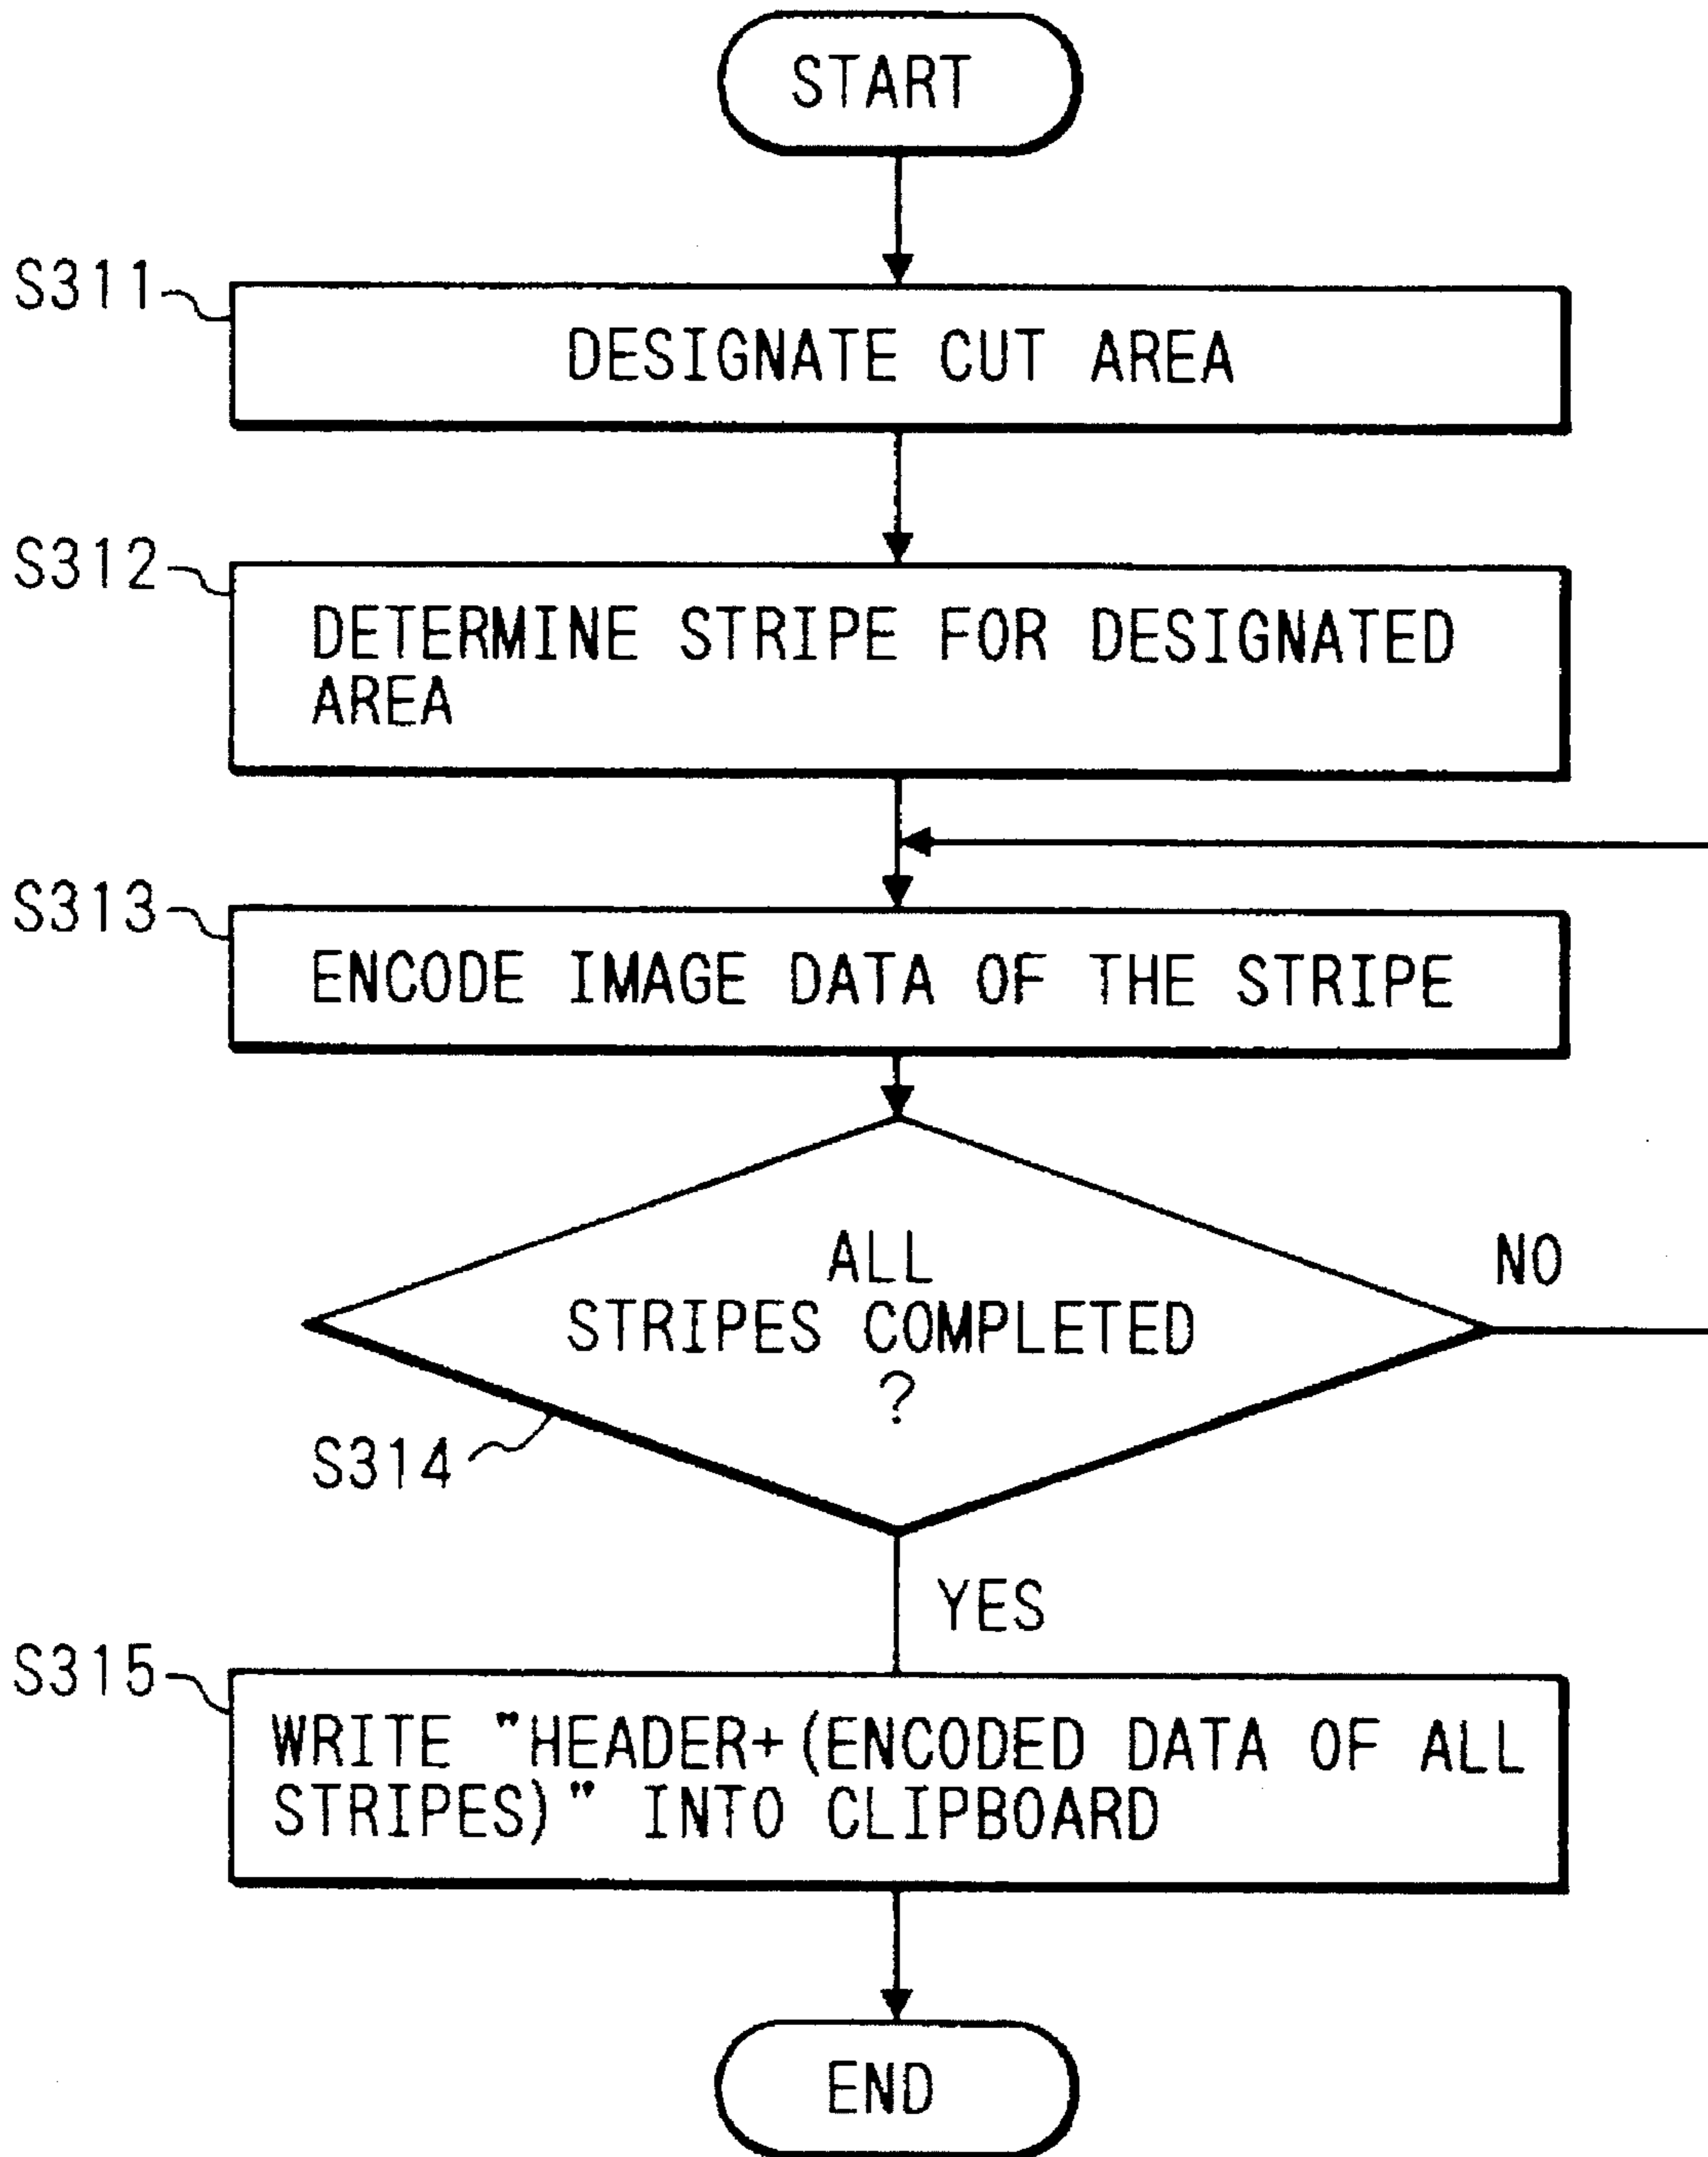 START
S311
DESIGNATE CUT AREA
S312
DETERMINE STRIPE FOR DESIGNATED
AREA
S313
ENCODE IMAGE DATA OF THE STRIPE
ALL
STRIPES COMPLETED
?
NO
S314
YES
S315
WRITE "HEADER+(ENCODED DATA OF ALL
STRIPES)" INTO CLIPBOARD
END